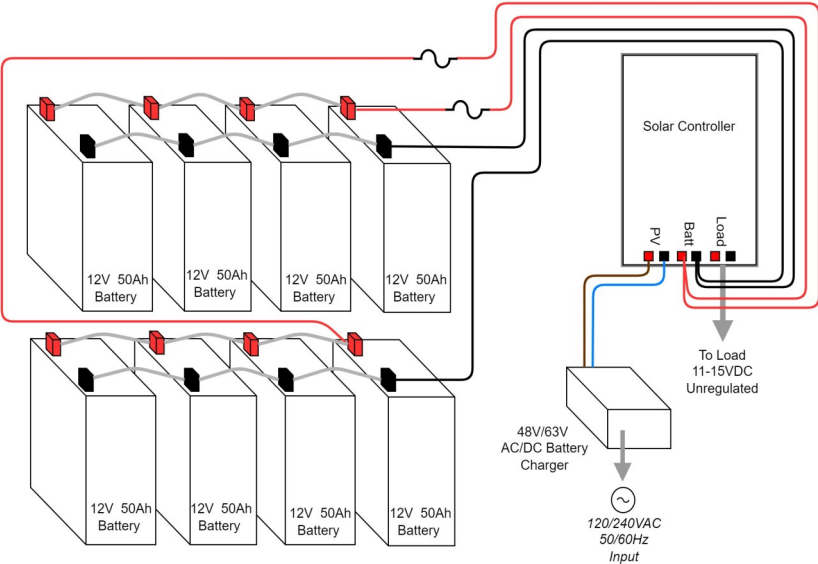 Solar Controller
PV
Batt
Load
12V 50Ah
Battery
12V 50Ah
Battery
12V 50Ah
Battery
12V 50Ah
Battery
To Load
11-15VDC
Unregulated
48V/63V
AC/DC Battery
Charger
12V 50Ah
Battery
12V 50Ah
Battery
12V 50Ah
Battery
12V 50Ah
Battery
120/240VAC
50/60Hz
Input